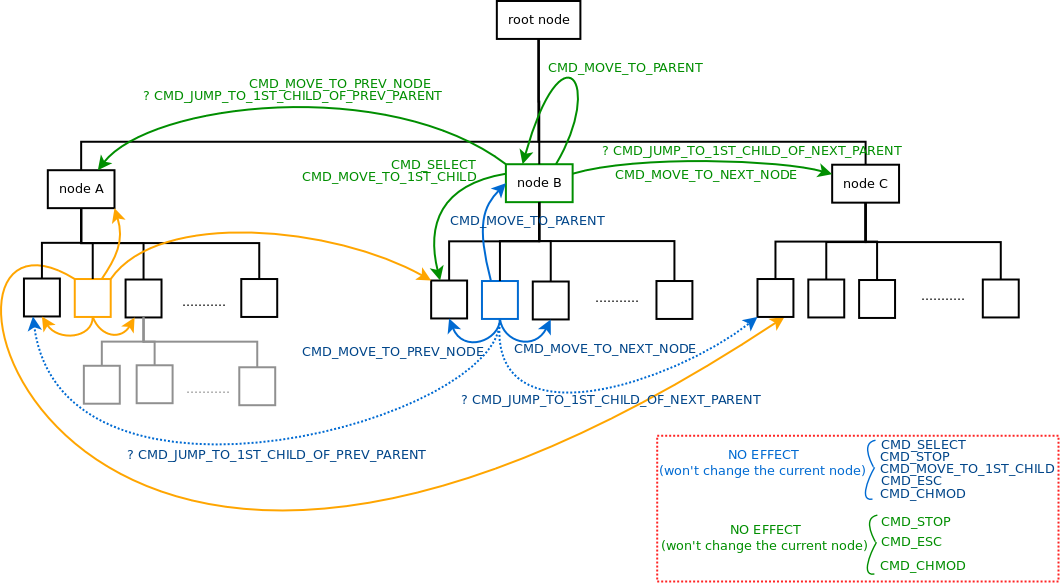 root node
CMD_MOVE_TO_PARENT
CMD_MOVE_TO_PREV_NODE
? CMD_JUMP_TO_1ST_CHILD_OF_PREV_PARENT
? CMD_JUMP_TO_1ST_CHILD_OF_NEXT_PARENT
CMD_SELECT
CMD_MOVE_TO_1ST_CHILD
CMD_MOVE_TO_NEXT_NODE
node A
node B
node C
CMD_MOVE_TO_PARENT
...........
...........
...........
CMD_MOVE_TO_PREV_NODE
CMD_MOVE_TO_NEXT_NODE
...........
? CMD_JUMP_TO_1ST_CHILD_OF_NEXT_PARENT
? CMD_JUMP_TO_1ST_CHILD_OF_PREV_PARENT
NO EFFECT
(won't change the current node)
CMD_SELECT
CMD_STOP
CMD_MOVE_TO_1ST_CHILD
CMD_ESC
CMD_CHMOD
NO EFFECT
(won't change the current node)
CMD_STOP
CMD_ESC
CMD_CHMOD